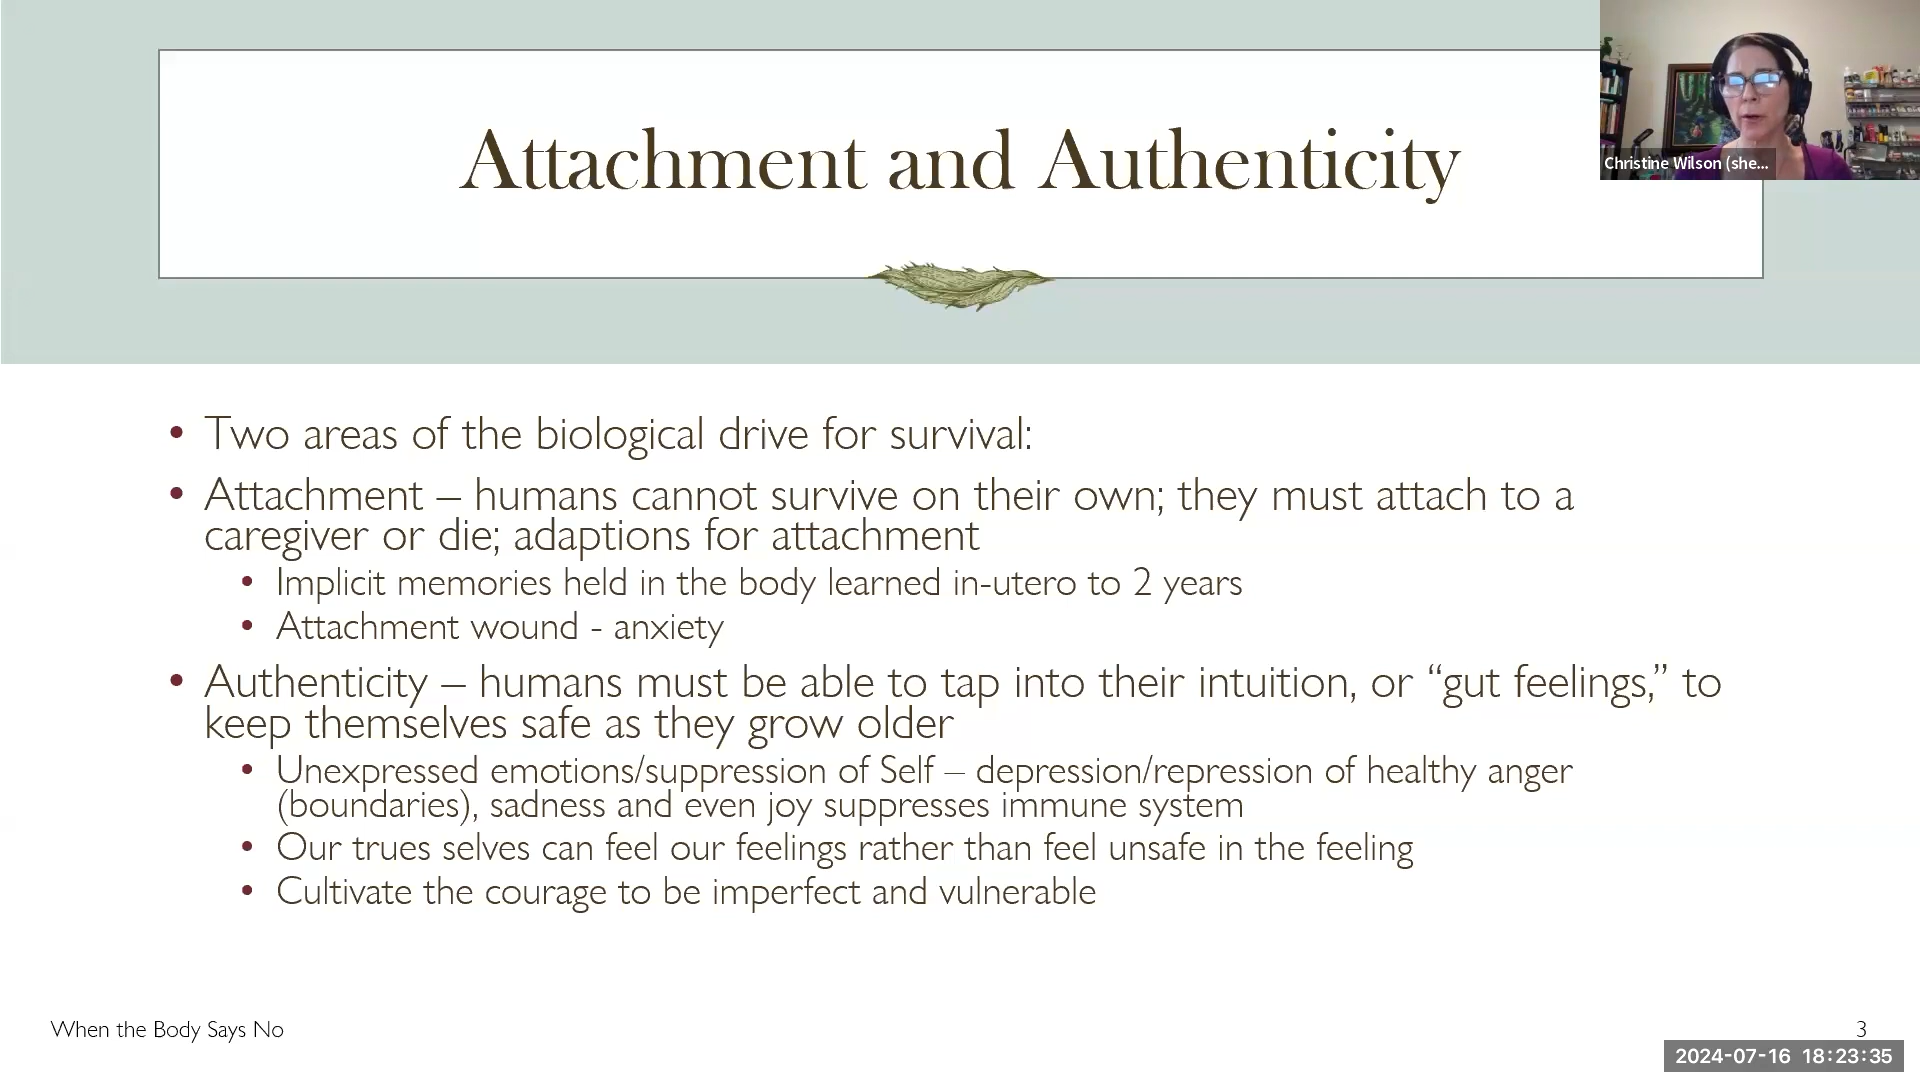 Attachment and Authenticity
Christine Wilson (she...
• Two areas of the biological drive for survival:
• Attachment – humans cannot survive on their own; they must attach to a
caregiver or die; adaptions for attachment
• Implicit memories held in the body learned in-utero to 2 years
• Attachment wound - anxiety
• Authenticity – humans must be able to tap into their intuition, or “gut feelings,” to
keep themselves safe as they grow older
• Unexpressed emotions/suppression of Self – depression/repression of healthy anger
(boundaries), sadness and even joy suppresses immune system
• Our trues selves can feel our feelings rather than feel unsafe in the feeling
• Cultivate the courage to be imperfect and vulnerable
When the Body Says No
3
2024-07-16 18:23:35